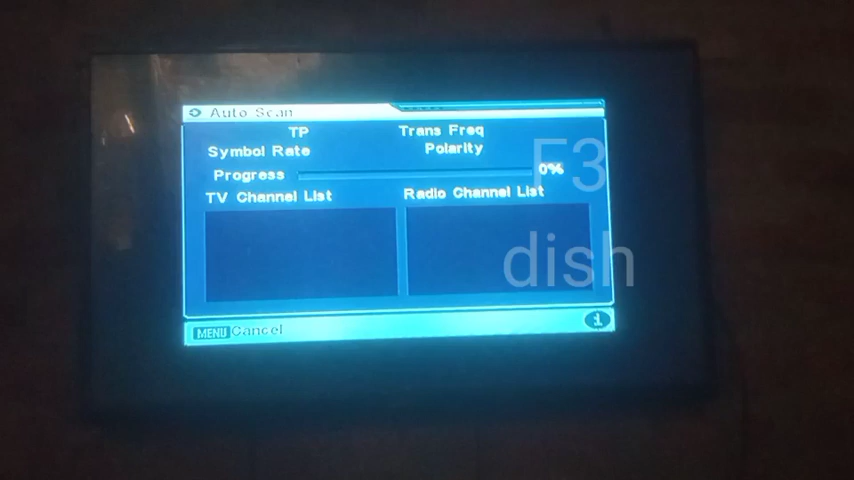 Auto Scan
TP Trans Freq
Symbol Rate Polarity
Progress 0%
TV Channel List Radio Channel List
MENU Cancel i
F3
dish